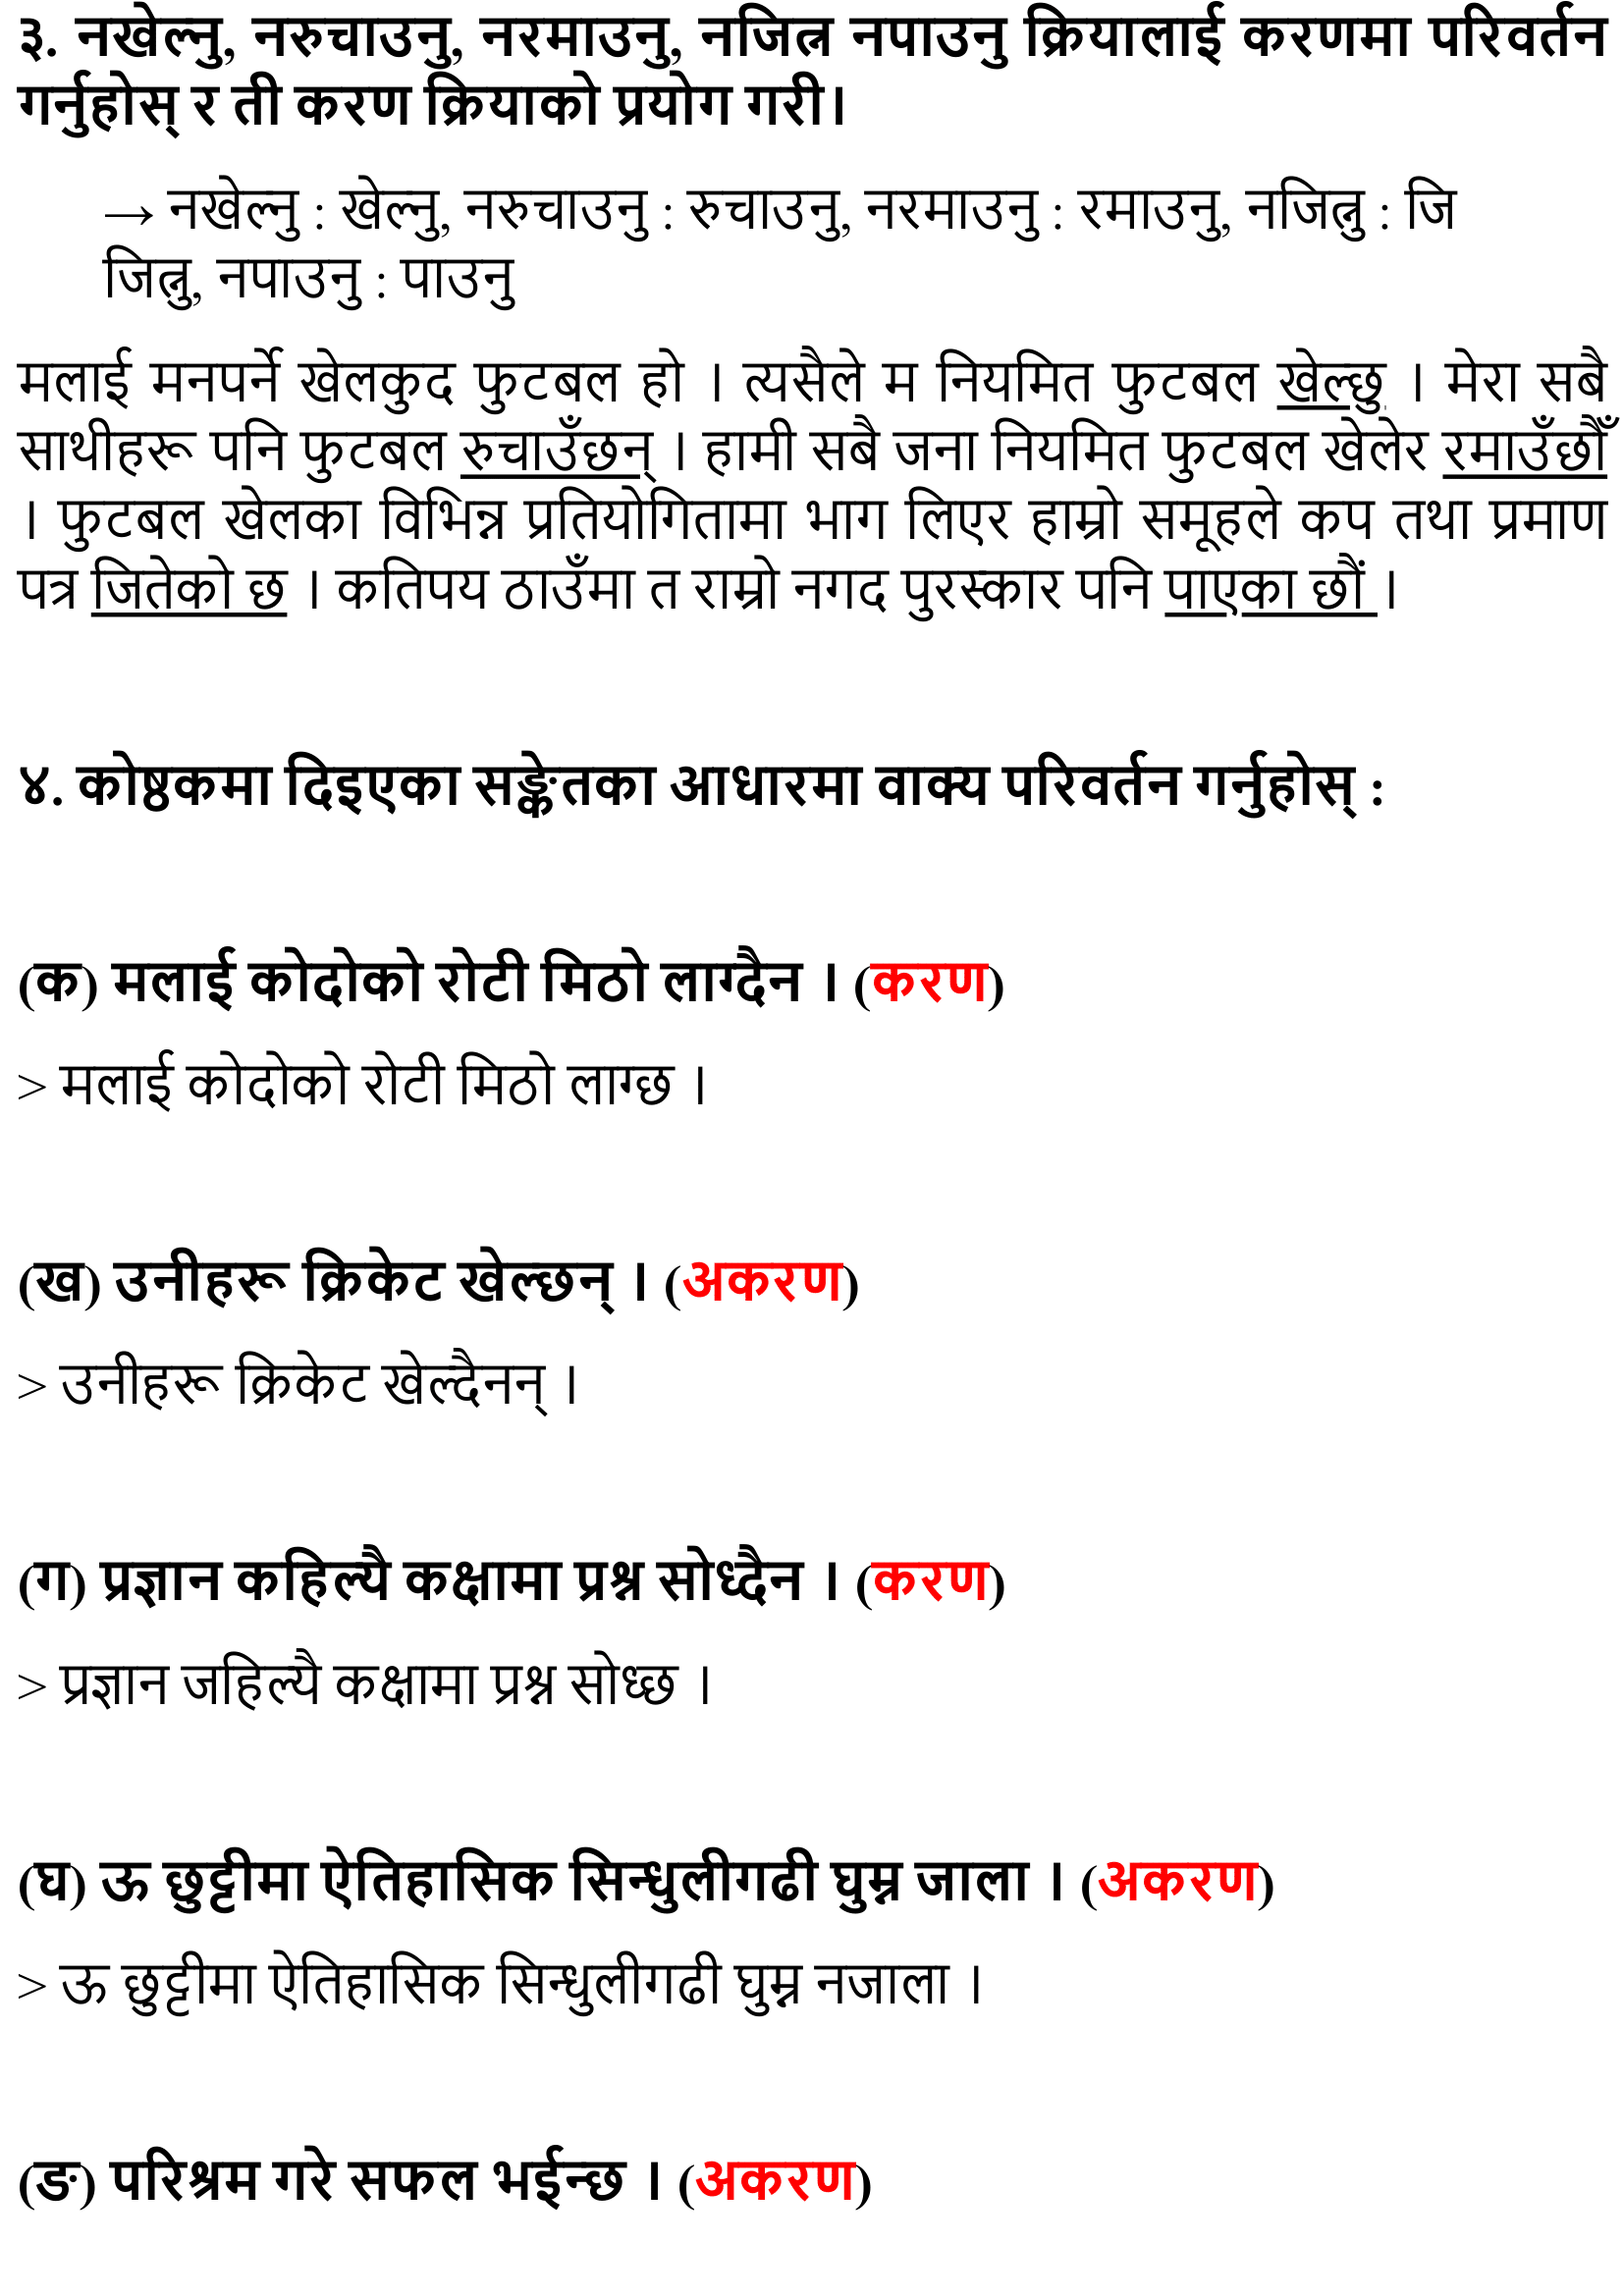 ३. नखेल्नु, नरुचाउनु, नरमाउनु, नजित्न नपाउनु क्रियालाई करणमा परिवर्तन
गर्नुहोस् र ती करण क्रियाको प्रयोग गरी।
→ नखेल्नु : खेल्नु, नरुचाउनु : रुचाउनु, नरमाउनु : रमाउनु, नजित्नु : जि
जित्नु, नपाउनु : पाउनु
मलाई मनपर्ने खेलकुद फुटबल हो । त्यसैले म नियमित फुटबल खेल्छु । मेरा सबै
साथीहरू पनि फुटबल रुचाउँछन् । हामी सबै जना नियमित फुटबल खेलेर रमाउँछौँ
। फुटबल खेलका विभिन्न प्रतियोगितामा भाग लिएर हाम्रो समूहले कप तथा प्रमाण
पत्र जितेको छ । कतिपय ठाउँमा त राम्रो नगद पुरस्कार पनि पाएका छौं ।
४. कोष्ठकमा दिइएका सङ्केतका आधारमा वाक्य परिवर्तन गर्नुहोस् :
(क) मलाई कोदोको रोटी मिठो लाग्दैन । (करण)
> मलाई कोदोको रोटी मिठो लाग्छ ।
(ख) उनीहरू क्रिकेट खेल्छन् । (अकरण)
> उनीहरू क्रिकेट खेल्दैनन् ।
(ग) प्रज्ञान कहिल्यै कक्षामा प्रश्न सोध्दैन । (करण)
> प्रज्ञान जहिल्यै कक्षामा प्रश्न सोध्छ ।
(घ) ऊ छुट्टीमा ऐतिहासिक सिन्धुलीगढी घुम्न जाला । (अकरण)
> ऊ छुट्टीमा ऐतिहासिक सिन्धुलीगढी घुम्न नजाला ।
(ङ) परिश्रम गरे सफल भईन्छ । (अकरण)